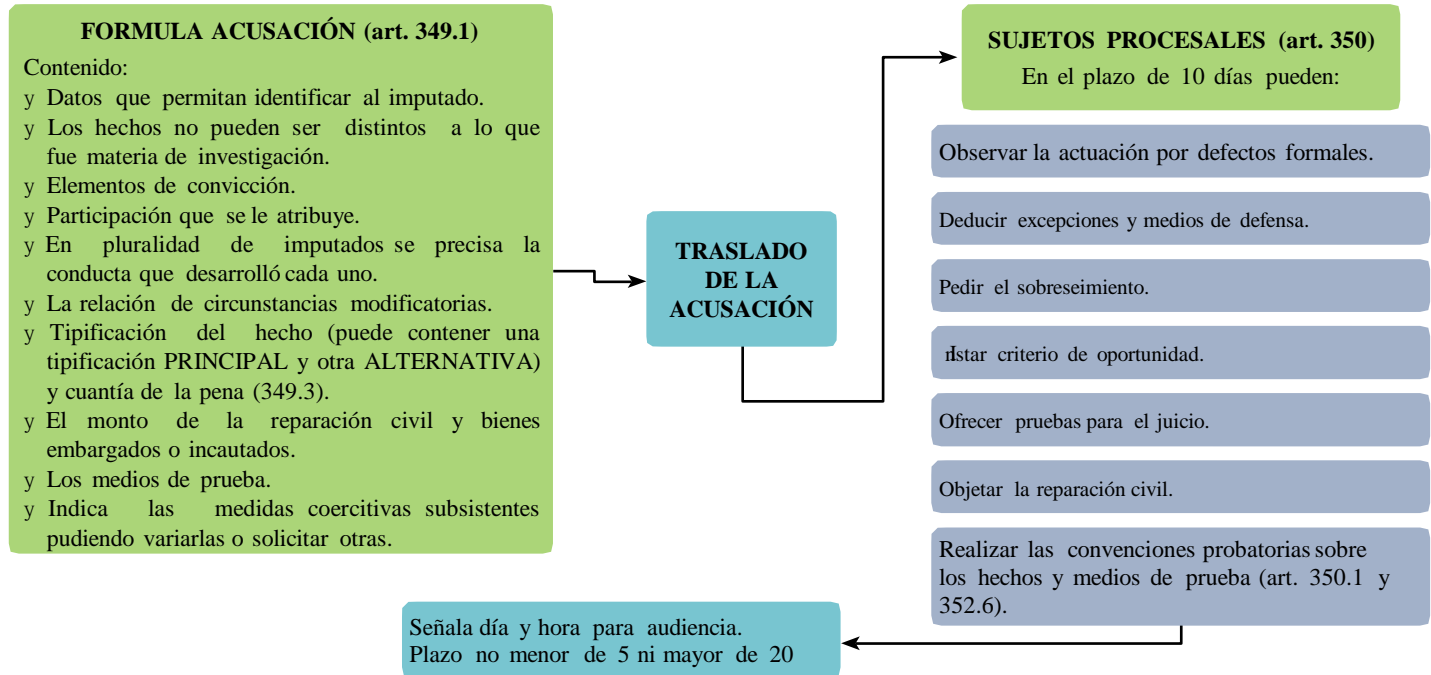 FORMULA ACUSACIÓN (art. 349.1)
Contenido:
y Datos que permitan identificar al imputado.
y Los hechos no pueden ser distintos a lo que
fue materia de investigación.
y Elementos de convicción.
y Participación que se le atribuye.
y En pluralidad de imputados se precisa la
conducta que desarrolló cada uno.
y La relación de circunstancias modificatorias.
y Tipificación del hecho (puede contener una
tipificación PRINCIPAL y otra ALTERNATIVA)
y cuantía de la pena (349.3).
y El monto de la reparación civil y bienes
embargados o incautados.
y Los medios de prueba.
y Indica las medidas coercitivas subsistentes
pudiendo variarlas o solicitar otras.
TRASLADO
DE LA
ACUSACIÓN
SUJETOS PROCESALES (art. 350)
En el plazo de 10 días pueden:
Observar la actuación por defectos formales.
Deducir excepciones y medios de defensa.
Pedir el sobreseimiento.
criterio de oportunidad.
Ofrecer pruebas para el juicio.
Objetar la reparación civil.
Realizar las convenciones probatorias sobre
los hechos y medios de prueba (art. 350.1 y
352.6).
Señala día y hora para audiencia.
Plazo no menor de 5 ni mayor de 20